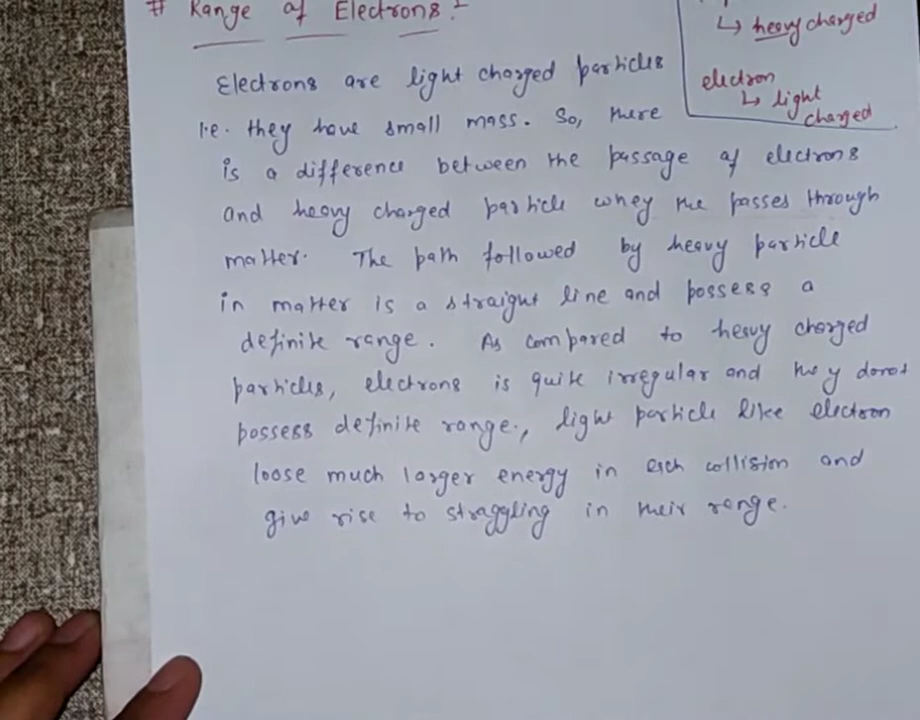 # Range of Electrons:-
↳ heavy charged
electron
↳ light
charged
Electrons are light charged particles
i.e. they have small mass. So, there
is a difference between the passage of electrons
and heavy charged particle whey the passes through
matter. The path followed by heavy particle
in matter is a straight line and possess a
definite range. As compared to heavy charged
particles, electrons is quite irregular and they donot
possess definite range., light particle like electron
loose much larger energy in each collision and
give rise to straggling in their range.